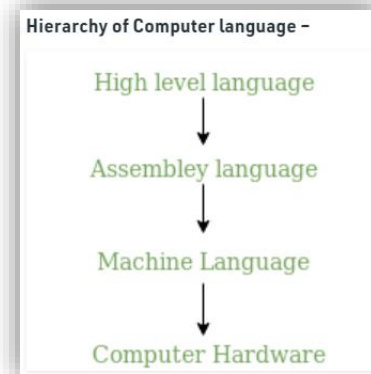 Hierarchy of Computer language –
High level language
Assembley language
Machine Language
Computer Hardware